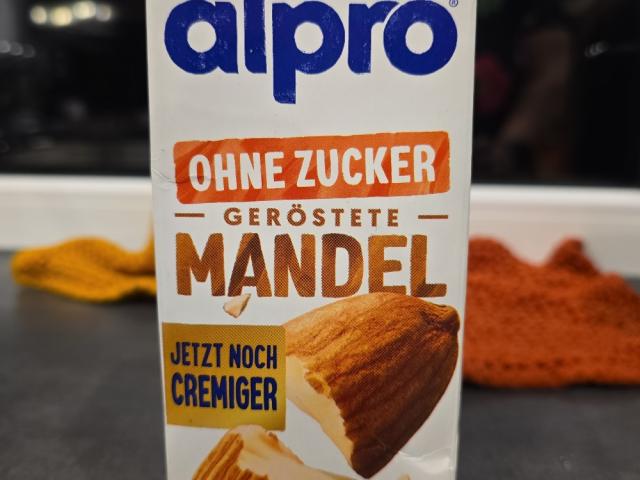 alpro®
OHNE ZUCKER
GERÖSTETE
MANDEL
JETZT NOCH
CREMIGER